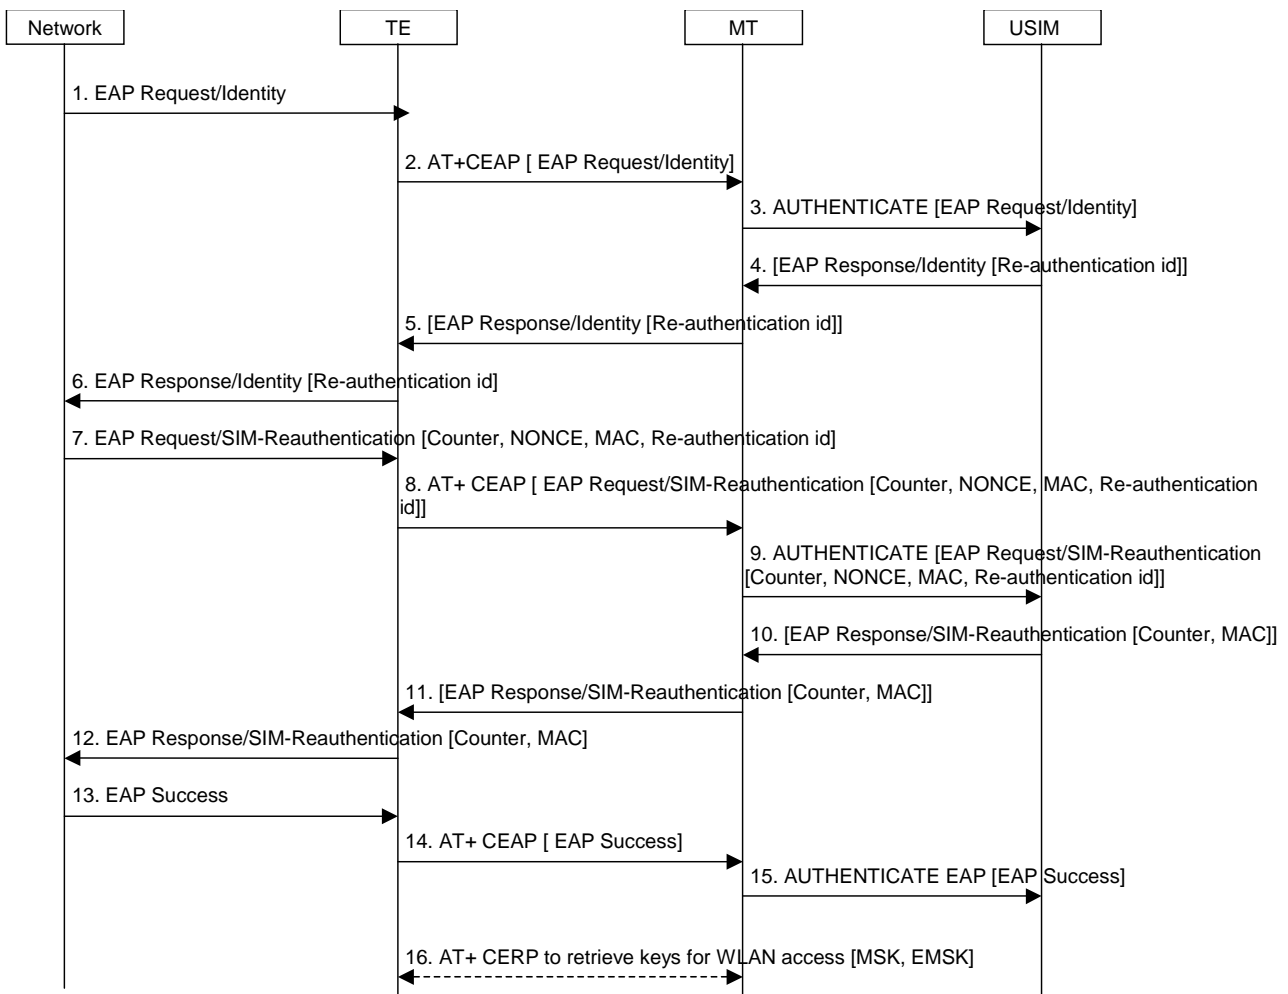 Network
TE
MT
USIM
1. EAP Request/Identity
2. AT+CEAP [ EAP Request/Identity]
3. AUTHENTICATE [EAP Request/Identity]
4. [EAP Response/Identity [Re-authentication id]]
5. [EAP Response/Identity [Re-authentication id]]
6. EAP Response/Identity [Re-authentication id]
7. EAP Request/SIM-Reauthentication [Counter, NONCE, MAC, Re-authentication id]
8. AT+ CEAP [ EAP Request/SIM-Reauthentication [Counter, NONCE, MAC, Re-authentication
id]]
9. AUTHENTICATE [EAP Request/SIM-Reauthentication
[Counter, NONCE, MAC, Re-authentication id]]
10. [EAP Response/SIM-Reauthentication [Counter, MAC]]
11. [EAP Response/SIM-Reauthentication [Counter, MAC]]
12. EAP Response/SIM-Reauthentication [Counter, MAC]
13. EAP Success
14. AT+ CEAP [ EAP Success]
15. AUTHENTICATE EAP [EAP Success]
16. AT+ CERP to retrieve keys for WLAN access [MSK, EMSK]